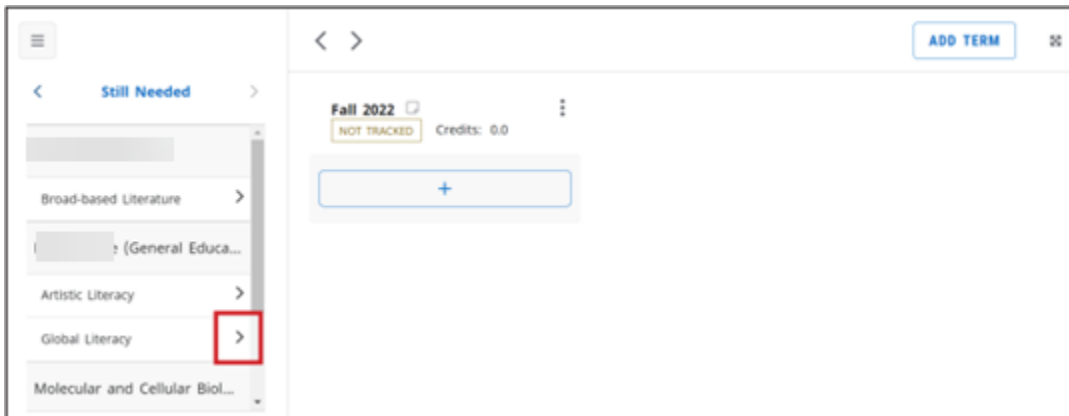 ADD TERM
Still Needed
Fall 2022
NOT TRACKED Credits: 0.0
+
Broad-based Literature
(General Educa...
Artistic Literacy
Global Literacy
Molecular and Cellular Biol...